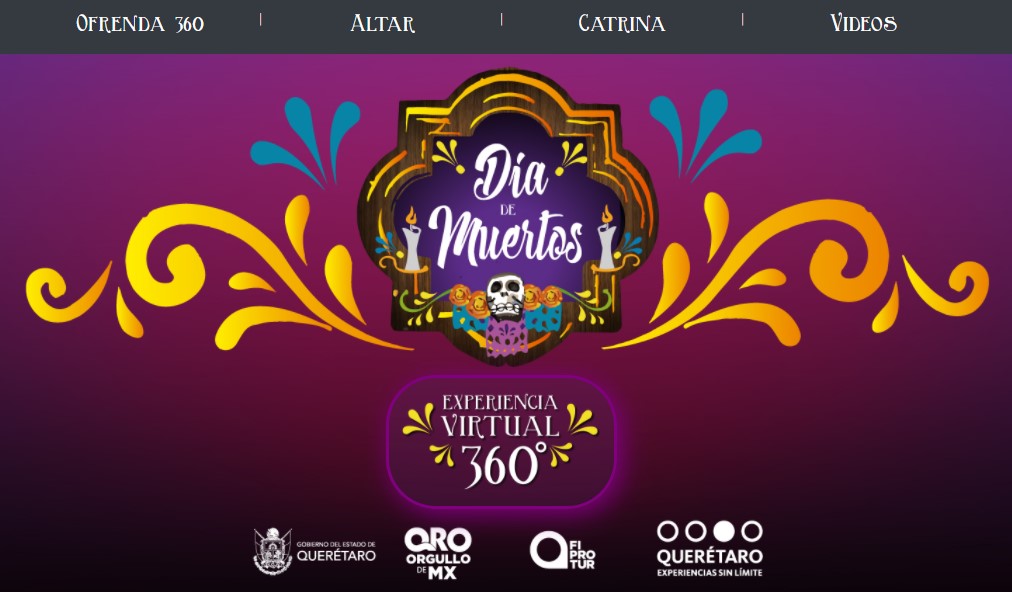 Ofrenda 360 | Altar | Catrina | Videos
Día
DE
Muertos
EXPERIENCIA
VIRTUAL
360°
GOBIERNO DEL ESTADO DE
QUERÉTARO
QRO
ORGULLO
DE
MX
FI
PRO
TUR
QUERÉTARO
EXPERIENCIAS SIN LÍMITE